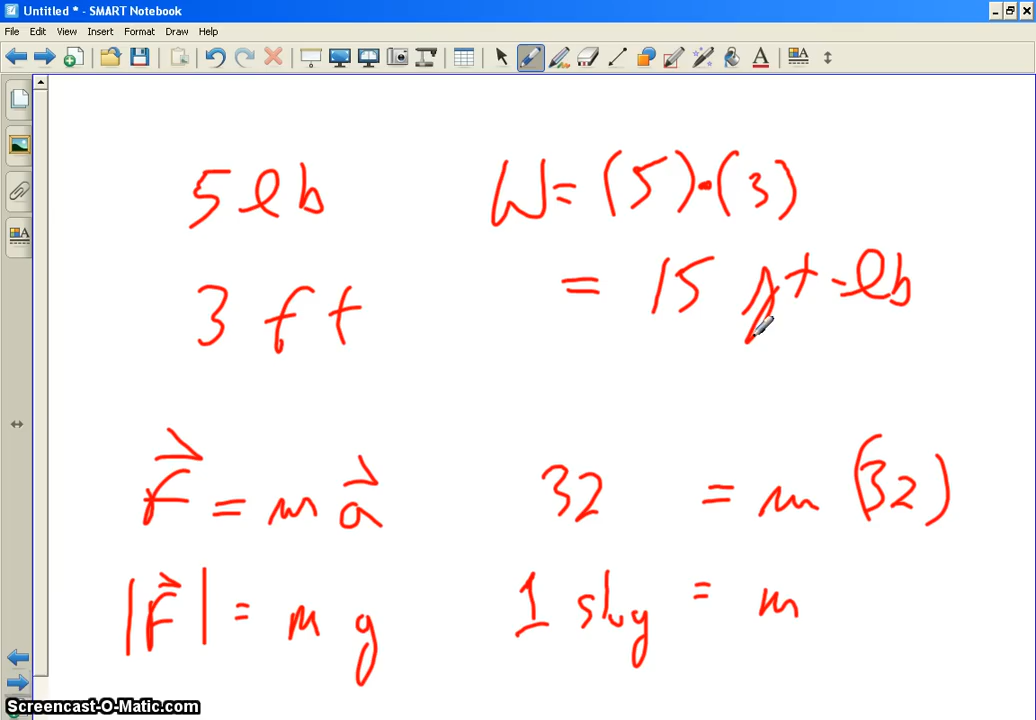 Untitled * - SMART Notebook
File Edit View Insert Format Draw Help
5 lb
W = (5)·(3)
= 15 ft-lb
3 ft
F⃗ = m a⃗
32 = m (32)
|F⃗| = m g
1 slug = m
Screencast-O-Matic.com